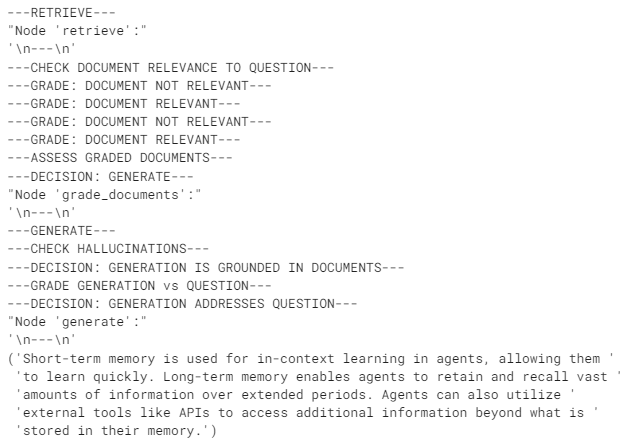 ---RETRIEVE---
"Node 'retrieve':"
'\n---\n'
---CHECK DOCUMENT RELEVANCE TO QUESTION---
---GRADE: DOCUMENT NOT RELEVANT---
---GRADE: DOCUMENT RELEVANT---
---GRADE: DOCUMENT NOT RELEVANT---
---GRADE: DOCUMENT RELEVANT---
---ASSESS GRADED DOCUMENTS---
---DECISION: GENERATE---
"Node 'grade_documents':"
'\n---\n'
---GENERATE---
---CHECK HALLUCINATIONS---
---DECISION: GENERATION IS GROUNDED IN DOCUMENTS---
---GRADE GENERATION vs QUESTION---
---DECISION: GENERATION ADDRESSES QUESTION---
"Node 'generate':"
'\n---\n'
('Short-term memory is used for in-context learning in agents, allowing them '
'to learn quickly. Long-term memory enables agents to retain and recall vast '
'amounts of information over extended periods. Agents can also utilize '
'external tools like APIs to access additional information beyond what is '
'stored in their memory.')